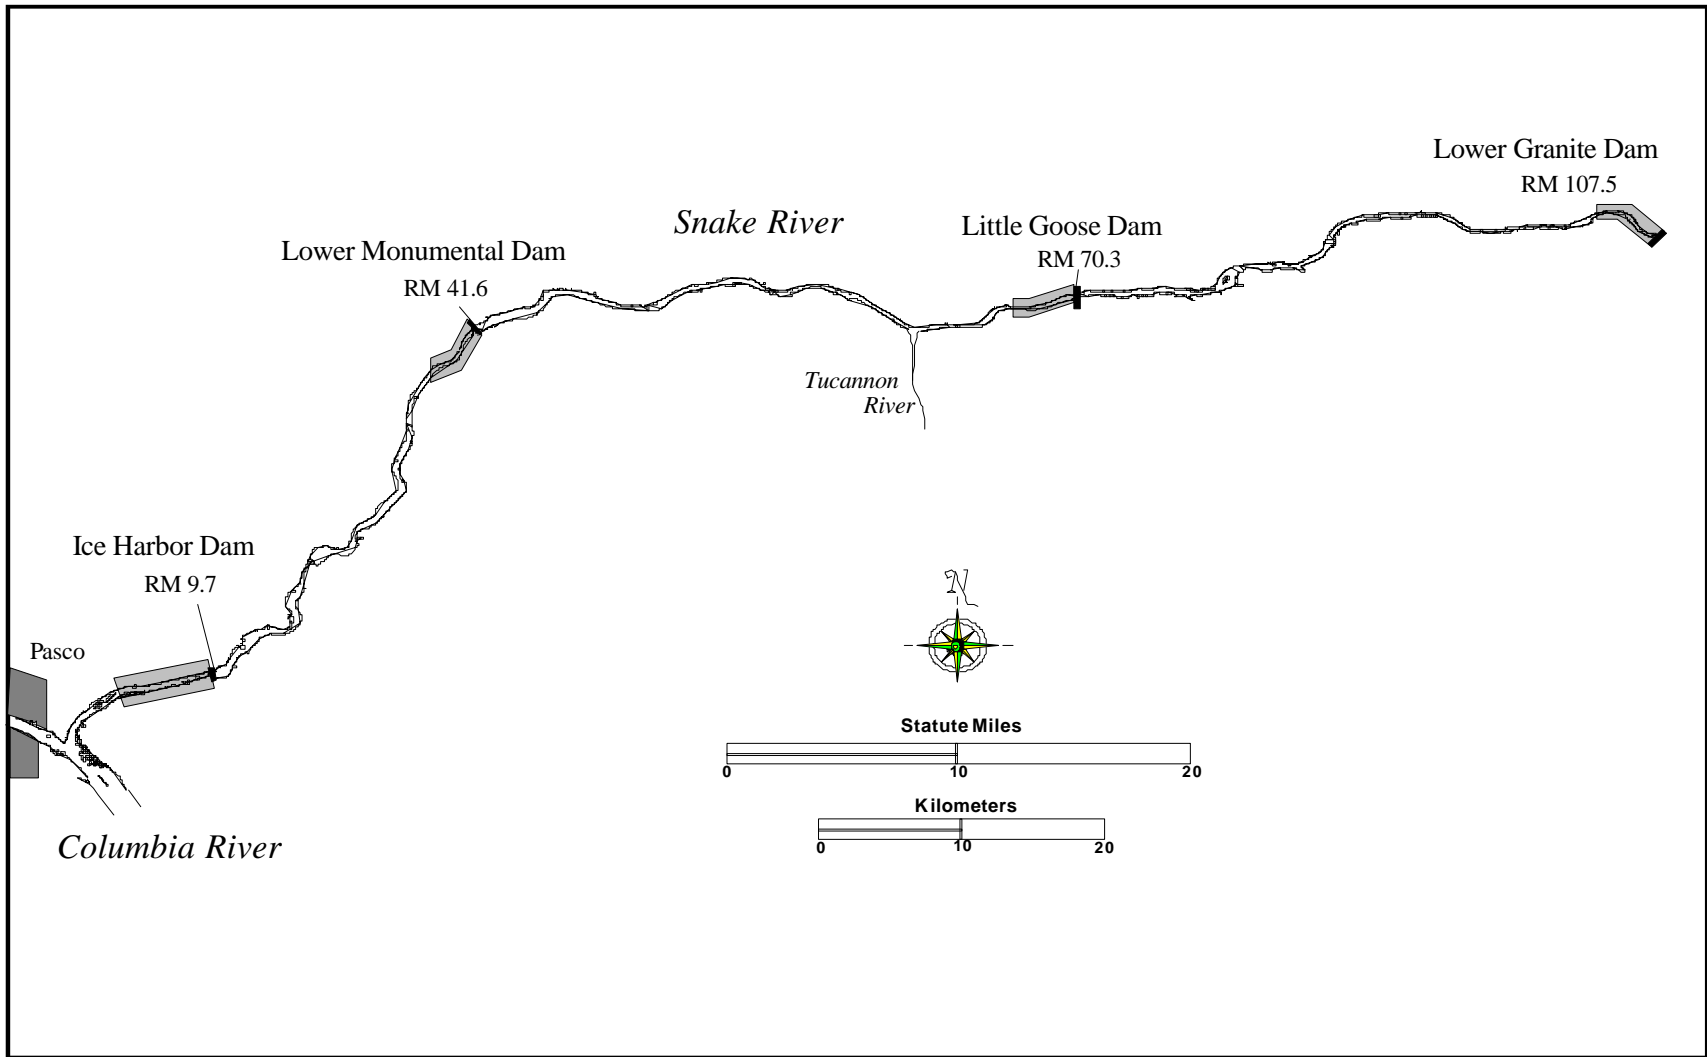 Lower Granite Dam
RM 107.5
Snake River
Little Goose Dam
RM 70.3
Lower Monumental Dam
RM 41.6
Tucannon
River
Ice Harbor Dam
RM 9.7
Pasco
N
Statute Miles
0 10 20
Kilometers
0 10 20
Columbia River